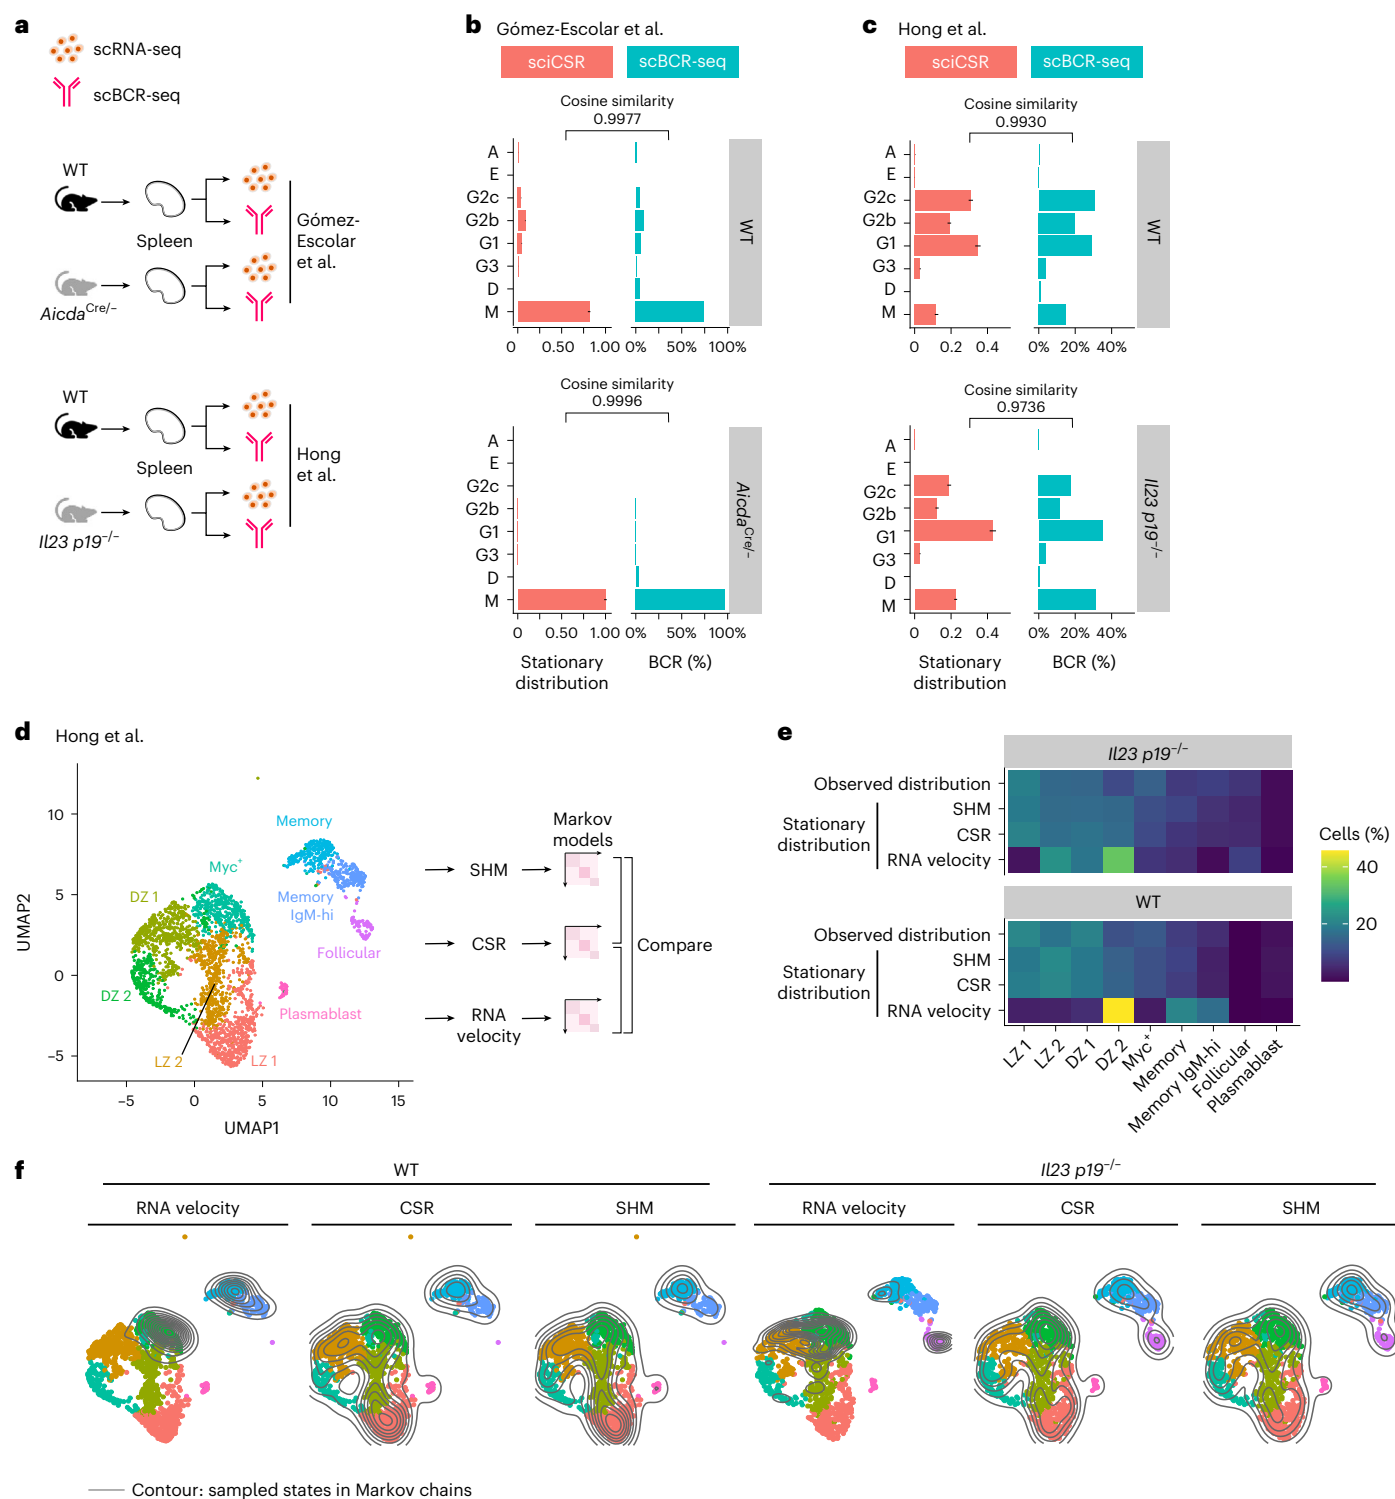 a
scRNA-seq
scBCR-seq
WT
Spleen
Aicda^Cre/−
Gómez-
Escolar
et al.
WT
Spleen
Il23 p19^−/−
Hong
et al.
b
Gómez-Escolar et al.
sciCSR
scBCR-seq
Cosine similarity
0.9977
A
E
G2c
G2b
G1
G3
D
M
WT
0 0.50 1.00 0% 50% 100%
Cosine similarity
0.9996
A
E
G2c
G2b
G1
G3
D
M
Aicda^Cre/−
0 0.50 1.00 0% 50% 100%
Stationary
distribution
BCR (%)
c
Hong et al.
sciCSR
scBCR-seq
Cosine similarity
0.9930
A
E
G2c
G2b
G1
G3
D
M
WT
0 0.2 0.4 0% 20% 40%
Cosine similarity
0.9736
A
E
G2c
G2b
G1
G3
D
M
Il23 p19^−/−
0 0.2 0.4 0% 20% 40%
Stationary
distribution
BCR (%)
d
Hong et al.
UMAP2
10
5
0
−5
−5 0 5 10 15
UMAP1
Memory
Myc⁺
DZ 1
Memory
IgM-hi
Follicular
DZ 2
Plasmablast
LZ 2
LZ 1
Markov
models
SHM
CSR
RNA
velocity
Compare
e
Il23 p19^−/−
Observed distribution
Stationary
distribution
SHM
CSR
RNA velocity
WT
Observed distribution
Stationary
distribution
SHM
CSR
RNA velocity
LZ 1
LZ 2
DZ 1
DZ 2
Myc⁺
Memory
Memory IgM-hi
Follicular
Plasmablast
Cells (%)
40
20
f
WT
Il23 p19^−/−
RNA velocity CSR SHM RNA velocity CSR SHM
Contour: sampled states in Markov chains